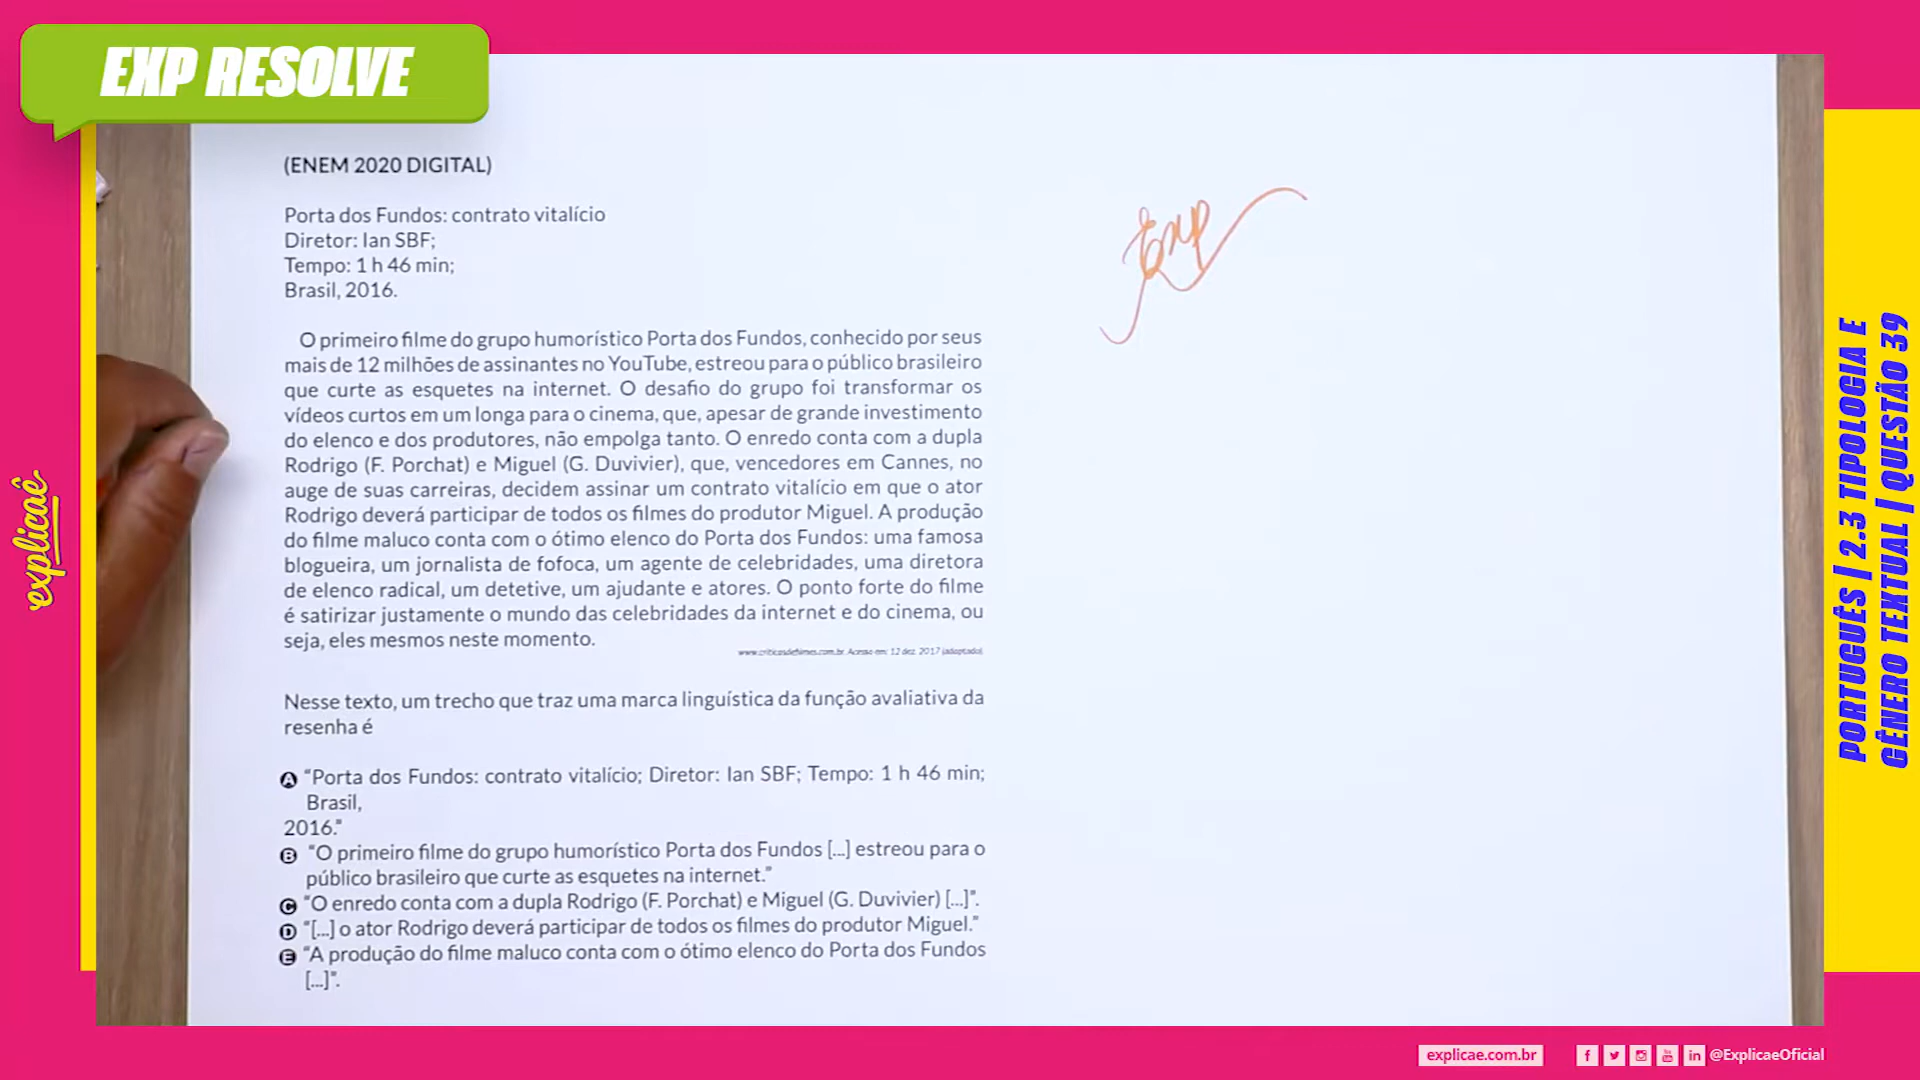 EXP RESOLVE
(ENEM 2020 DIGITAL)
Porta dos Fundos: contrato vitalício
Diretor: Ian SBF;
Tempo: 1 h 46 min;
Brasil, 2016.
O primeiro filme do grupo humorístico Porta dos Fundos, conhecido por seus
mais de 12 milhões de assinantes no YouTube, estreou para o público brasileiro
que curte as esquetes na internet. O desafio do grupo foi transformar os
vídeos curtos em um longa para o cinema, que, apesar de grande investimento
do elenco e dos produtores, não empolga tanto. O enredo conta com a dupla
Rodrigo (F. Porchat) e Miguel (G. Duvivier), que, vencedores em Cannes, no
auge de suas carreiras, decidem assinar um contrato vitalício em que o ator
Rodrigo deverá participar de todos os filmes do produtor Miguel. A produção
do filme maluco conta com o ótimo elenco do Porta dos Fundos: uma famosa
blogueira, um jornalista de fofoca, um agente de celebridades, uma diretora
de elenco radical, um detetive, um ajudante e atores. O ponto forte do filme
é satirizar justamente o mundo das celebridades da internet e do cinema, ou
seja, eles mesmos neste momento.
www.criticasdefilmes.com.br. Acesso em: 12 dez. 2017 (adaptado).
Nesse texto, um trecho que traz uma marca linguística da função avaliativa da
resenha é
A "Porta dos Fundos: contrato vitalício; Diretor: Ian SBF; Tempo: 1 h 46 min;
Brasil,
2016."
B "O primeiro filme do grupo humorístico Porta dos Fundos [...] estreou para o
público brasileiro que curte as esquetes na internet."
C "O enredo conta com a dupla Rodrigo (F. Porchat) e Miguel (G. Duvivier) [...]".
D "[...] o ator Rodrigo deverá participar de todos os filmes do produtor Miguel."
E "A produção do filme maluco conta com o ótimo elenco do Porta dos Fundos
[...]".
Exp
explicaê
PORTUGUÊS | 2.3 TIPOLOGIA E
GÊNERO TEXTUAL | QUESTÃO 39
explicae.com.br
@ExplicaeOficial